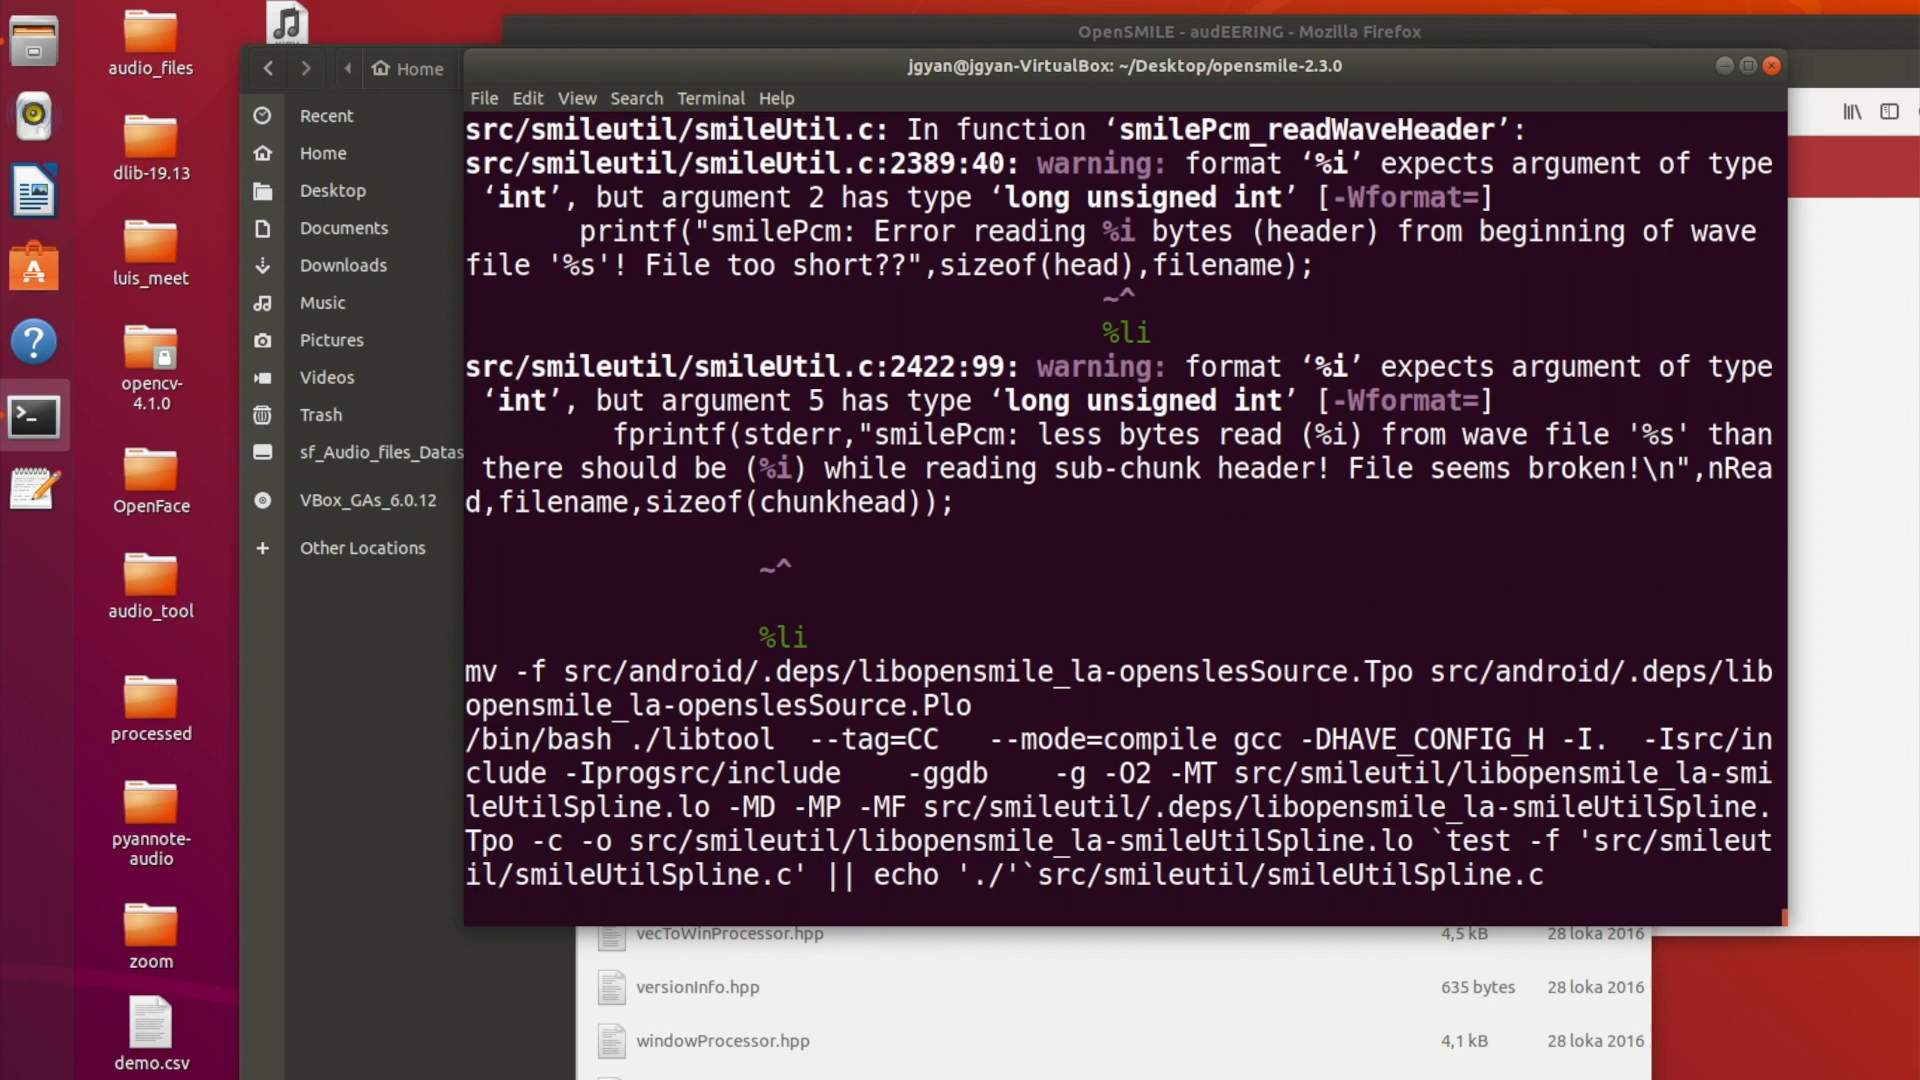 OpenSMILE - audEERING - Mozilla Firefox
jgyan@jgyan-VirtualBox: ~/Desktop/opensmile-2.3.0
File Edit View Search Terminal Help
src/smileutil/smileUtil.c: In function ‘smilePcm_readWaveHeader’:
src/smileutil/smileUtil.c:2389:40: warning: format ‘%i’ expects argument of type
‘int’, but argument 2 has type ‘long unsigned int’ [-Wformat=]
printf("smilePcm: Error reading %i bytes (header) from beginning of wave
file '%s'! File too short??",sizeof(head),filename);
~^
%li
src/smileutil/smileUtil.c:2422:99: warning: format ‘%i’ expects argument of type
‘int’, but argument 5 has type ‘long unsigned int’ [-Wformat=]
fprintf(stderr,"smilePcm: less bytes read (%i) from wave file '%s' than
there should be (%i) while reading sub-chunk header! File seems broken!\n",nRea
d,filename,sizeof(chunkhead));
~^
%li
mv -f src/android/.deps/libopensmile_la-openslesSource.Tpo src/android/.deps/lib
opensmile_la-openslesSource.Plo
/bin/bash ./libtool  --tag=CC   --mode=compile gcc -DHAVE_CONFIG_H -I.  -Isrc/in
clude -Iprogsrc/include    -ggdb    -g -O2 -MT src/smileutil/libopensmile_la-smi
leUtilSpline.lo -MD -MP -MF src/smileutil/.deps/libopensmile_la-smileUtilSpline.
Tpo -c -o src/smileutil/libopensmile_la-smileUtilSpline.lo `test -f 'src/smileut
il/smileUtilSpline.c' || echo './'`src/smileutil/smileUtilSpline.c
Home
Recent
Home
Desktop
Documents
Downloads
Music
Pictures
Videos
Trash
sf_Audio_files_Datas
VBox_GAs_6.0.12
Other Locations
vecToWinProcessor.hpp 4,5 kB 28 loka 2016
versionInfo.hpp 635 bytes 28 loka 2016
windowProcessor.hpp 4,1 kB 28 loka 2016
audio_files
dlib-19.13
luis_meet
opencv-
4.1.0
OpenFace
audio_tool
processed
pyannote-
audio
zoom
demo.csv